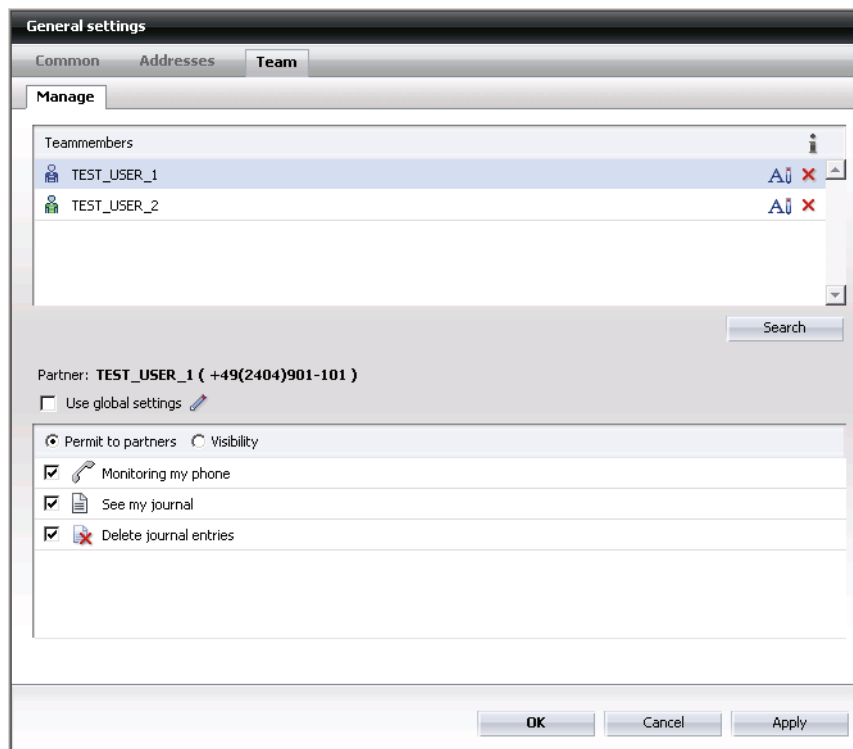 General settings
Common Addresses Team
Manage
Teammembers
TEST_USER_1
TEST_USER_2
Search
Partner: TEST_USER_1 ( +49(2404)901-101 )
Use global settings
Permit to partners Visibility
Monitoring my phone
See my journal
Delete journal entries
OK Cancel Apply